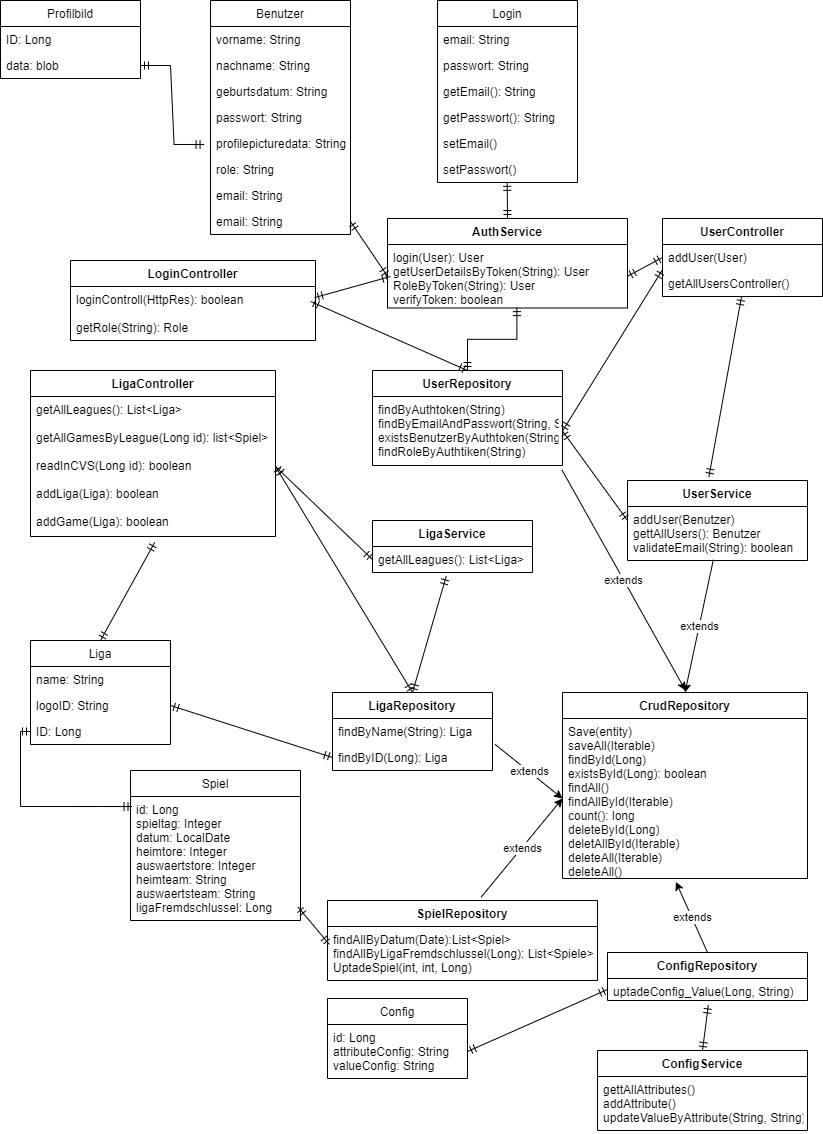 Profilbild
ID: Long
data: blob
Benutzer
vorname: String
nachname: String
geburtsdatum: String
passwort: String
profilepicturedata: String
role: String
email: String
email: String
Login
email: String
passwort: String
getEmail(): String
getPasswort(): String
setEmail()
setPasswort()
AuthService
login(User): User
getUserDetailsByToken(String): User
RoleByToken(String): User
verifyToken: boolean
UserController
addUser(User)
getAllUsersController()
LoginController
loginControll(HttpRes): boolean
getRole(String): Role
LigaController
getAllLeagues(): List<Liga>
getAllGamesByLeague(Long id): list<Spiel>
readInCVS(Long id): boolean
addLiga(Liga): boolean
addGame(Liga): boolean
UserRepository
findByAuthtoken(String)
findByEmailAndPasswort(String, S
existsBenutzerByAuthtoken(String
findRoleByAuthtiken(String)
UserService
addUser(Benutzer)
gettAllUsers(): Benutzer
validateEmail(String): boolean
LigaService
getAllLeagues(): List<Liga>
extends
extends
Liga
name: String
logoID: String
ID: Long
LigaRepository
findByName(String): Liga
findByID(Long): Liga
CrudRepository
Save(entity)
saveAll(Iterable)
findById(Long)
existsById(Long): boolean
findAll()
findAllById(Iterable)
count(): long
deleteById(Long)
deletAllById(Iterable)
deleteAll(Iterable)
deleteAll()
extends
extends
Spiel
id: Long
spieltag: Integer
datum: LocalDate
heimtore: Integer
auswaertstore: Integer
heimteam: String
auswaertsteam: String
ligaFremdschlussel: Long
SpielRepository
findAllByDatum(Date):List<Spiel>
findAllByLigaFremdschlussel(Long): List<Spiele>
UptadeSpiel(int, int, Long)
extends
ConfigRepository
uptadeConfig_Value(Long, String)
Config
id: Long
attributeConfig: String
valueConfig: String
ConfigService
gettAllAttributes()
addAttribute()
updateValueByAttribute(String, String)